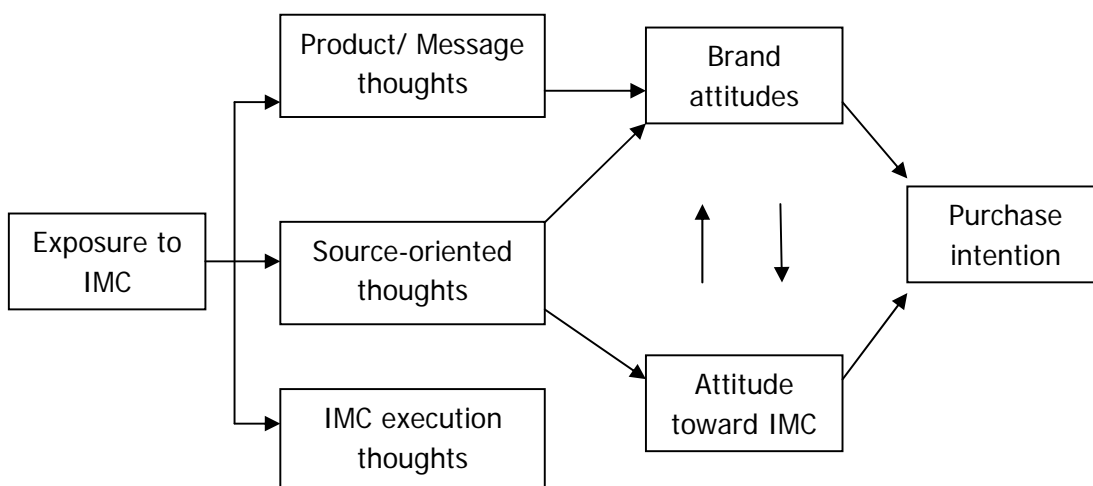 Product/ Message
thoughts
Brand
attitudes
Exposure to
IMC
Source-oriented
thoughts
Purchase
intention
IMC execution
thoughts
Attitude
toward IMC